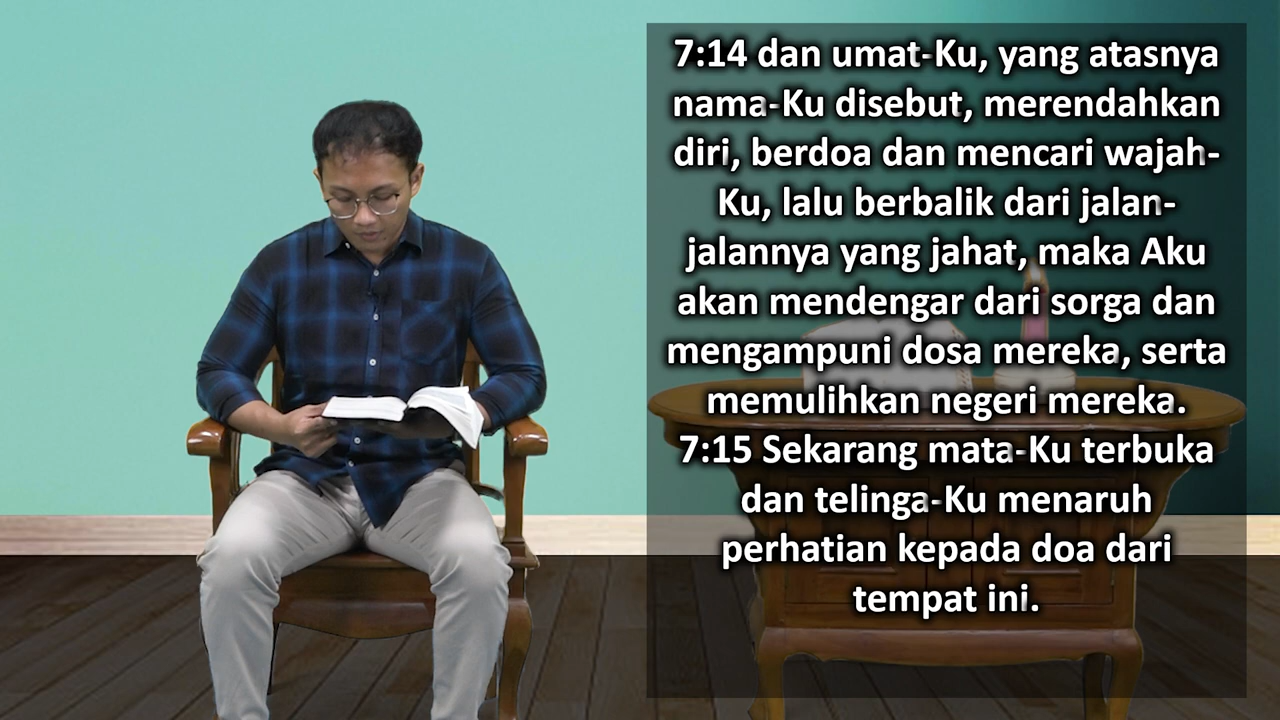 7:14 dan umat-Ku, yang atasnya
nama-Ku disebut, merendahkan
diri, berdoa dan mencari wajah-
Ku, lalu berbalik dari jalan-
jalannya yang jahat, maka Aku
akan mendengar dari sorga dan
mengampuni dosa mereka, serta
memulihkan negeri mereka.
7:15 Sekarang mata-Ku terbuka
dan telinga-Ku menaruh
perhatian kepada doa dari
tempat ini.